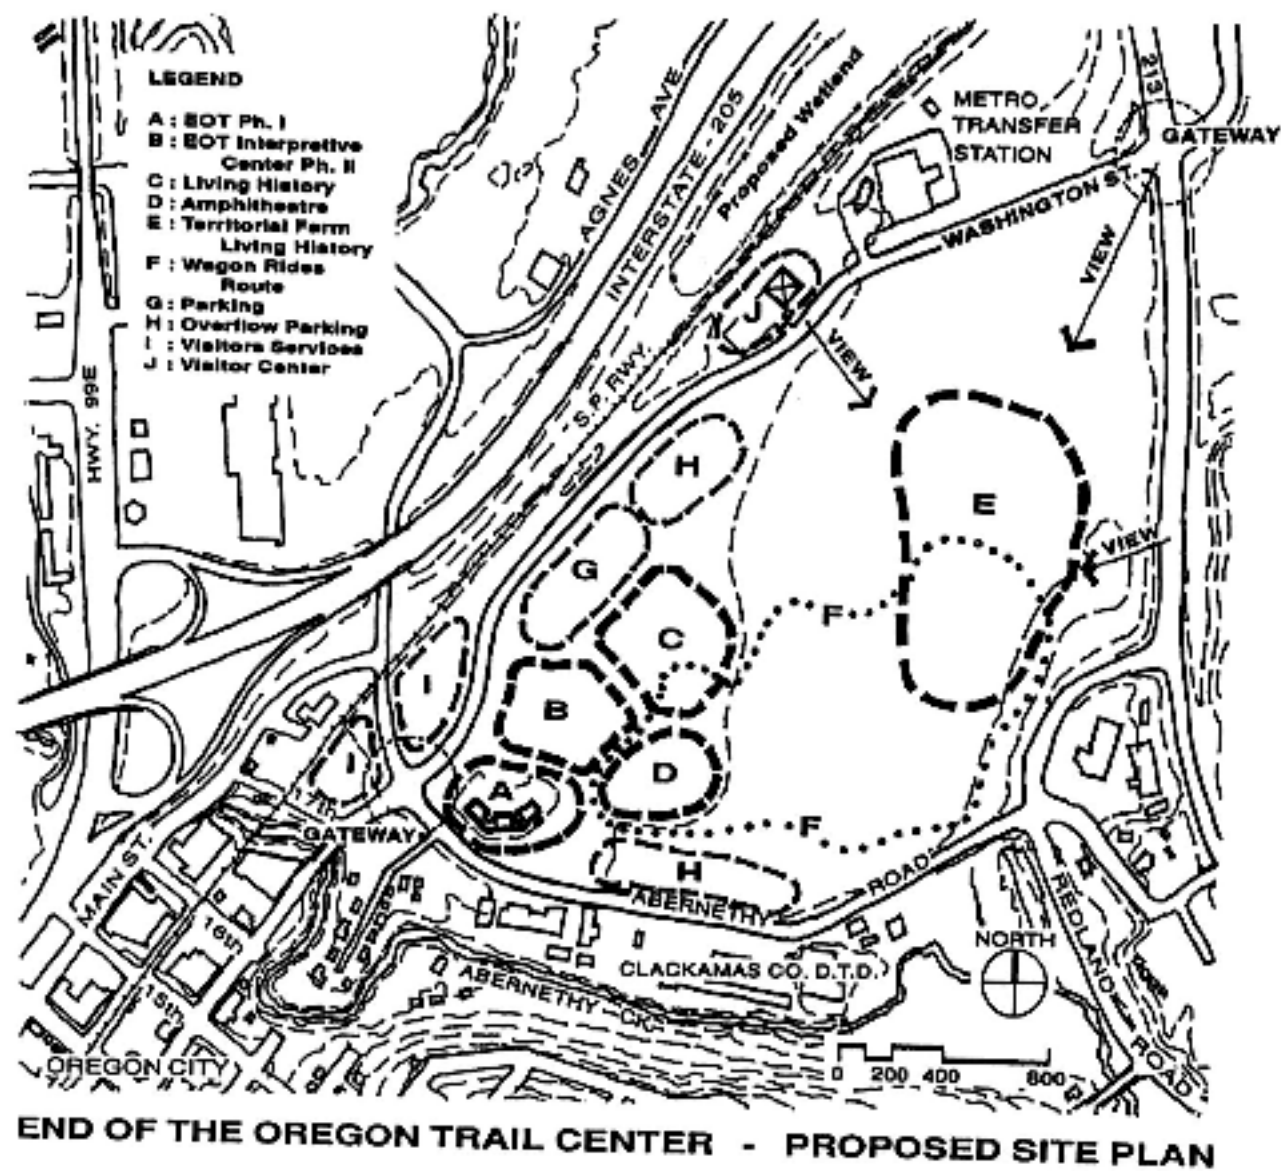 LEGEND
A : EOT Ph. I
B : EOT Interpretive
Center Ph. II
C : Living History
D : Amphitheatre
E : Territorial Farm
Living History
F : Wagon Rides
Route
G : Parking
H : Overflow Parking
I : Visitors Services
J : Visitor Center
HWY. 99E
AGNES AVE
INTERSTATE - 205
Proposed Wetland
S.P. RWY.
METRO
TRANSFER
STATION
213
GATEWAY
WASHINGTON ST.
VIEW
VIEW
VIEW
J
H
E
G
C
F
I
B
D
I
A
17th
GATEWAY
F
H
MAIN ST.
16th
15th
ABERNETHY
ROAD
REDLAND
ROAD
NORTH
CLACKAMAS CO. D.T.D.
ABERNETHY CK.
OREGON CITY
0 200 400 800
END OF THE OREGON TRAIL CENTER - PROPOSED SITE PLAN